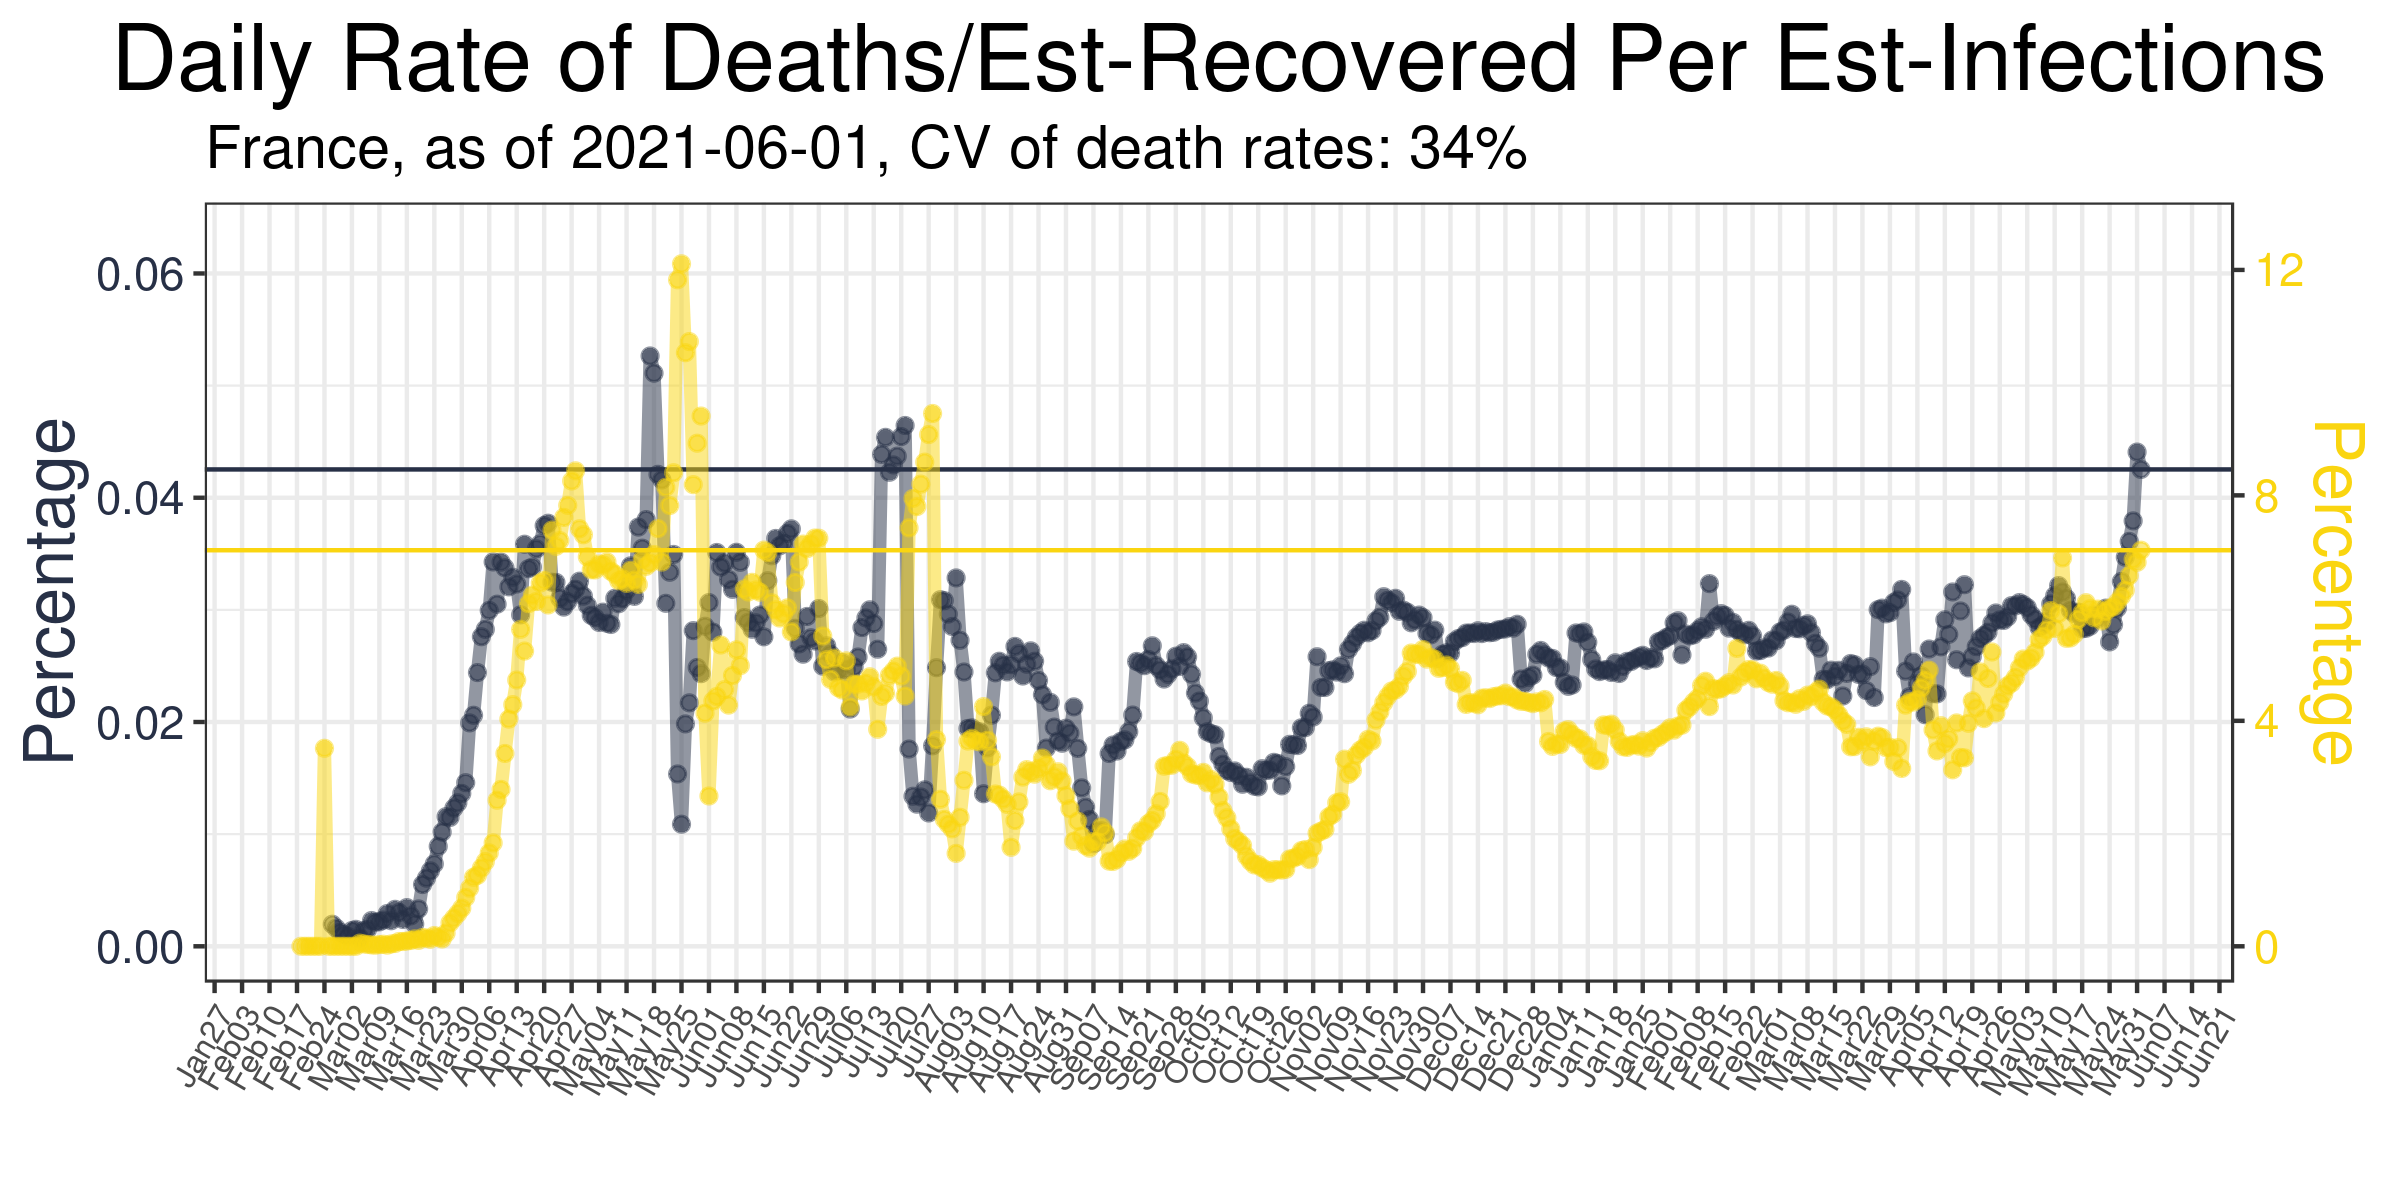 Daily Rate of Deaths/Est-Recovered Per Est-Infections
France, as of 2021-06-01, CV of death rates: 34%
Percentage
0.06
0.04
0.02
0.00
12
8
4
0
Percentage
Jan27
Feb03
Feb10
Feb17
Feb24
Mar02
Mar09
Mar16
Mar23
Mar30
Apr06
Apr13
Apr20
Apr27
May04
May11
May18
May25
Jun01
Jun08
Jun15
Jun22
Jun29
Jul06
Jul13
Jul20
Jul27
Aug03
Aug10
Aug17
Aug24
Aug31
Sep07
Sep14
Sep21
Sep28
Oct05
Oct12
Oct19
Oct26
Nov02
Nov09
Nov16
Nov23
Nov30
Dec07
Dec14
Dec21
Dec28
Jan04
Jan11
Jan18
Jan25
Feb01
Feb08
Feb15
Feb22
Mar01
Mar08
Mar15
Mar22
Mar29
Apr05
Apr12
Apr19
Apr26
May03
May10
May17
May24
May31
Jun07
Jun14
Jun21